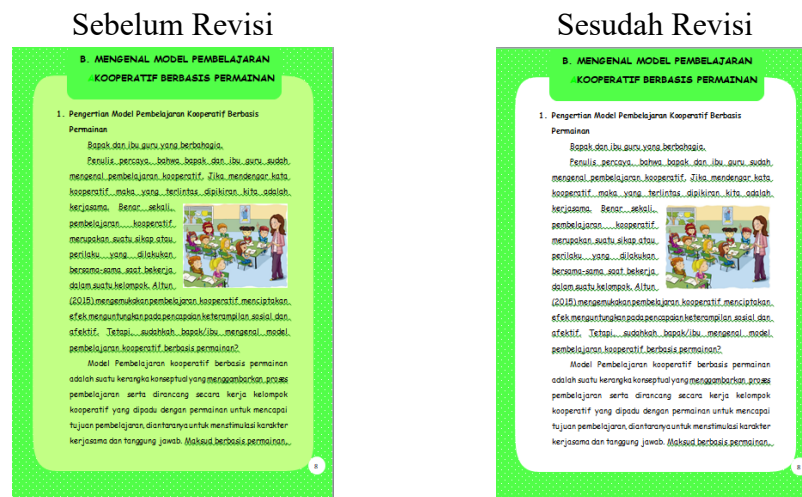 Sebelum Revisi
B. MENGENAL MODEL PEMBELAJARAN
KOOPERATIF BERBASIS PERMAINAN
1. Pengertian Model Pembelajaran Kooperatif Berbasis
Permainan
Bapak dan ibu guru yang berbahagia.
Penulis percaya, bahwa bapak dan ibu guru sudah
mengenal pembelajaran kooperatif. Jika mendengar kata
kooperatif maka yang terlintas dipikiran kita adalah
kerjasama. Benar sekali,
pembelajaran kooperatif
merupakan suatu sikap atau
perilaku yang dilakukan
bersama-sama saat bekerja
dalam suatu kelompok. Altun
(2015) mengemukakan pembelajaran kooperatif menciptakan
efek menguntungkan pada pencapaian keterampilan sosial dan
afektif. Tetapi, sudahkah bapak/ibu mengenal model
pembelajaran kooperatif berbasis permainan?
Model Pembelajaran kooperatif berbasis permainan
adalah suatu kerangka konseptual yang menggambarkan proses
pembelajaran serta dirancang secara kerja kelompok
kooperatif yang dipadu dengan permainan untuk mencapai
tujuan pembelajaran, diantaranya untuk menstimulasi karakter
kerjasama dan tanggung jawab. Maksud berbasis permainan,
8
Sesudah Revisi
B. MENGENAL MODEL PEMBELAJARAN
KOOPERATIF BERBASIS PERMAINAN
1. Pengertian Model Pembelajaran Kooperatif Berbasis
Permainan
Bapak dan ibu guru yang berbahagia.
Penulis percaya, bahwa bapak dan ibu guru sudah
mengenal pembelajaran kooperatif. Jika mendengar kata
kooperatif maka yang terlintas dipikiran kita adalah
kerjasama. Benar sekali,
pembelajaran kooperatif
merupakan suatu sikap atau
perilaku yang dilakukan
bersama-sama saat bekerja
dalam suatu kelompok. Altun
(2015) mengemukakan pembelajaran kooperatif menciptakan
efek menguntungkan pada pencapaian keterampilan sosial dan
afektif. Tetapi, sudahkah bapak/ibu mengenal model
pembelajaran kooperatif berbasis permainan?
Model Pembelajaran kooperatif berbasis permainan
adalah suatu kerangka konseptual yang menggambarkan proses
pembelajaran serta dirancang secara kerja kelompok
kooperatif yang dipadu dengan permainan untuk mencapai
tujuan pembelajaran, diantaranya untuk menstimulasi karakter
kerjasama dan tanggung jawab. Maksud berbasis permainan,
8